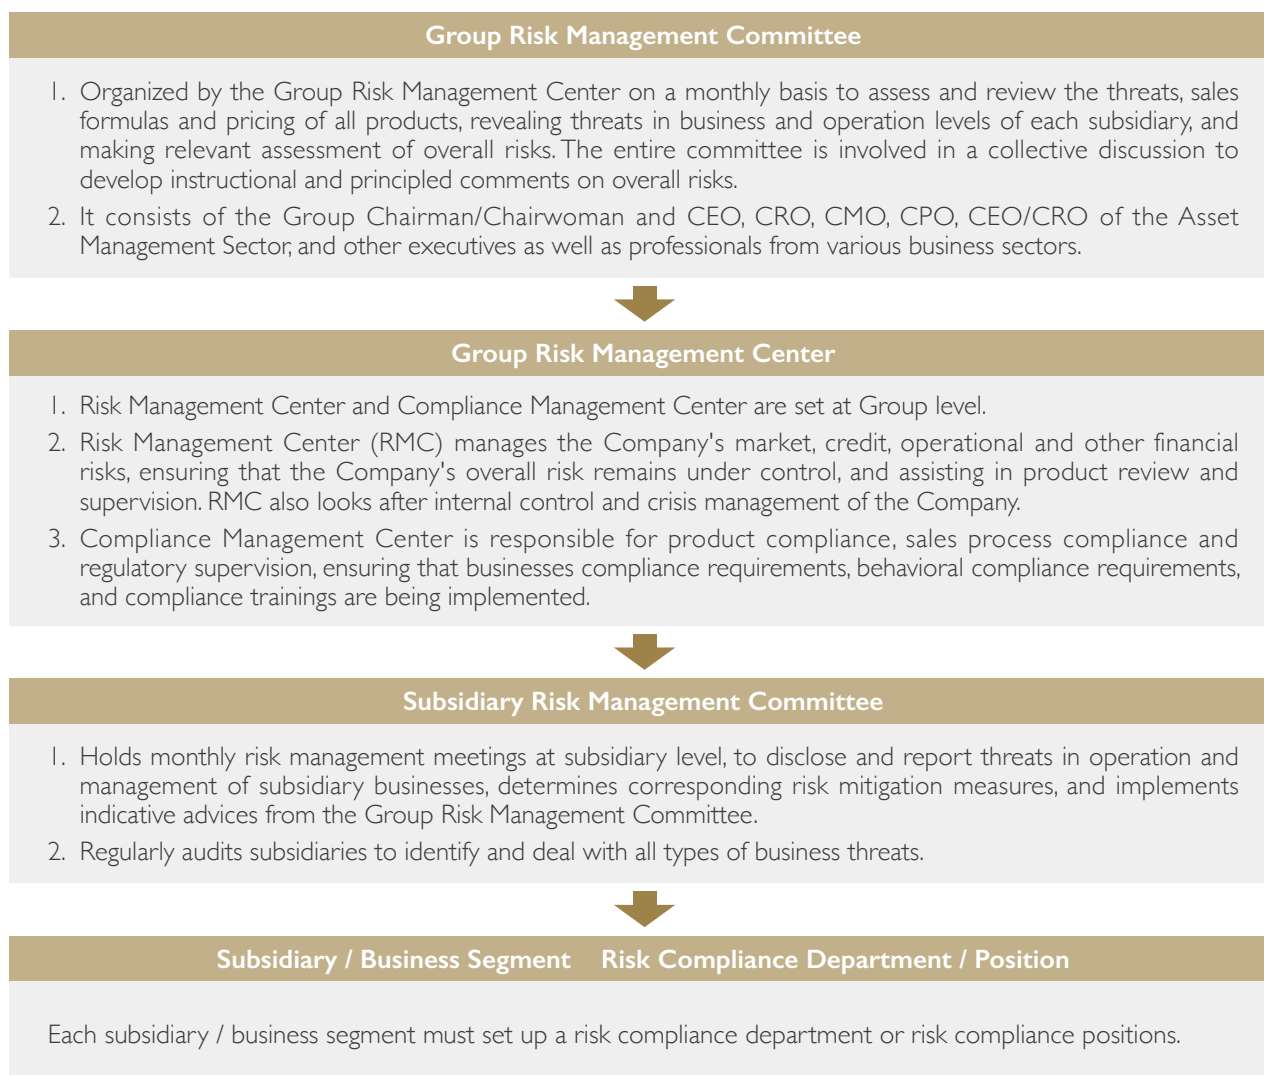 Group Risk Management Committee
1. Organized by the Group Risk Management Center on a monthly basis to assess and review the threats, sales
formulas and pricing of all products, revealing threats in business and operation levels of each subsidiary, and
making relevant assessment of overall risks. The entire committee is involved in a collective discussion to
develop instructional and principled comments on overall risks.
2. It consists of the Group Chairman/Chairwoman and CEO, CRO, CMO, CPO, CEO/CRO of the Asset
Management Sector, and other executives as well as professionals from various business sectors.
Group Risk Management Center
1. Risk Management Center and Compliance Management Center are set at Group level.
2. Risk Management Center (RMC) manages the Company's market, credit, operational and other financial
risks, ensuring that the Company's overall risk remains under control, and assisting in product review and
supervision. RMC also looks after internal control and crisis management of the Company.
3. Compliance Management Center is responsible for product compliance, sales process compliance and
regulatory supervision, ensuring that businesses compliance requirements, behavioral compliance requirements,
and compliance trainings are being implemented.
Subsidiary Risk Management Committee
1. Holds monthly risk management meetings at subsidiary level, to disclose and report threats in operation and
management of subsidiary businesses, determines corresponding risk mitigation measures, and implements
indicative advices from the Group Risk Management Committee.
2. Regularly audits subsidiaries to identify and deal with all types of business threats.
Subsidiary / Business Segment Risk Compliance Department / Position
Each subsidiary / business segment must set up a risk compliance department or risk compliance positions.